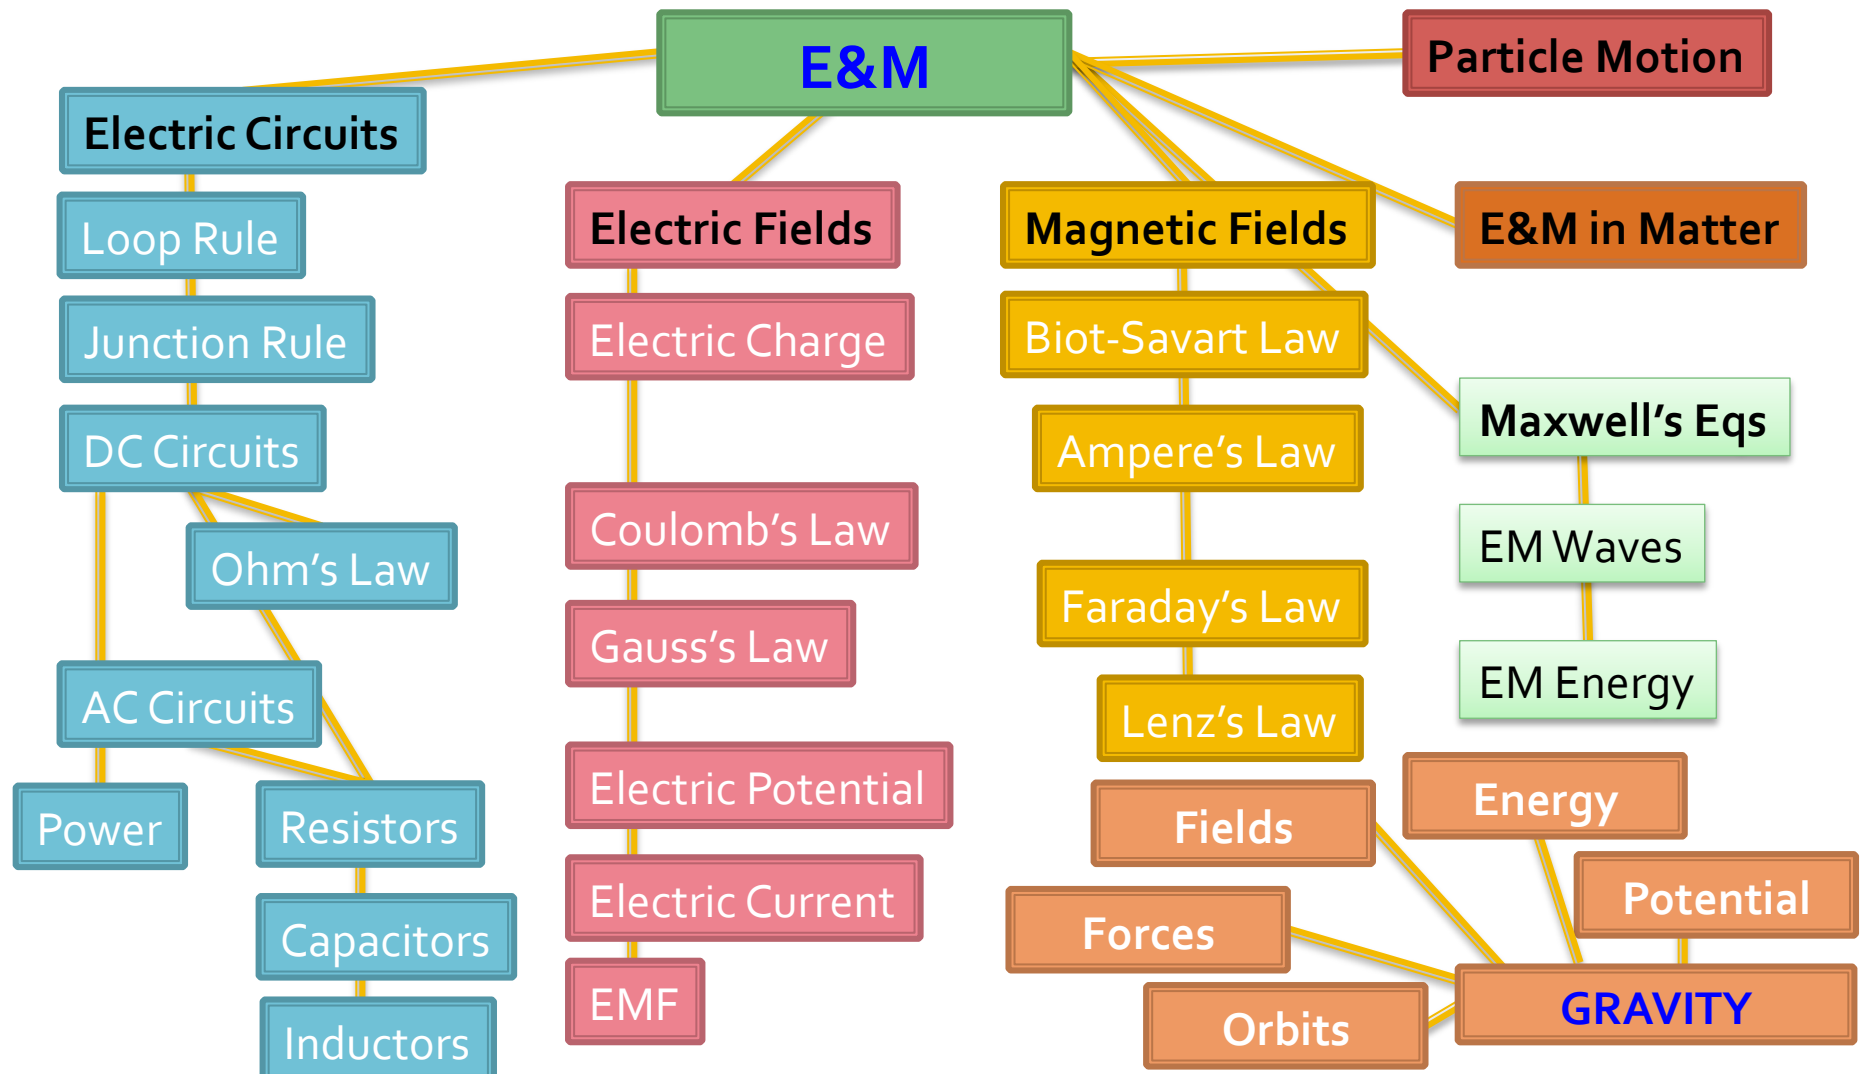 E&M
Particle Motion
Electric Circuits
Loop Rule
Junction Rule
DC Circuits
Ohm's Law
AC Circuits
Power
Resistors
Capacitors
Inductors
Electric Fields
Electric Charge
Coulomb's Law
Gauss's Law
Electric Potential
Electric Current
EMF
Magnetic Fields
Biot-Savart Law
Ampere's Law
Faraday's Law
Lenz's Law
E&M in Matter
Maxwell's Eqs
EM Waves
EM Energy
Fields
Energy
Potential
Forces
Orbits
GRAVITY